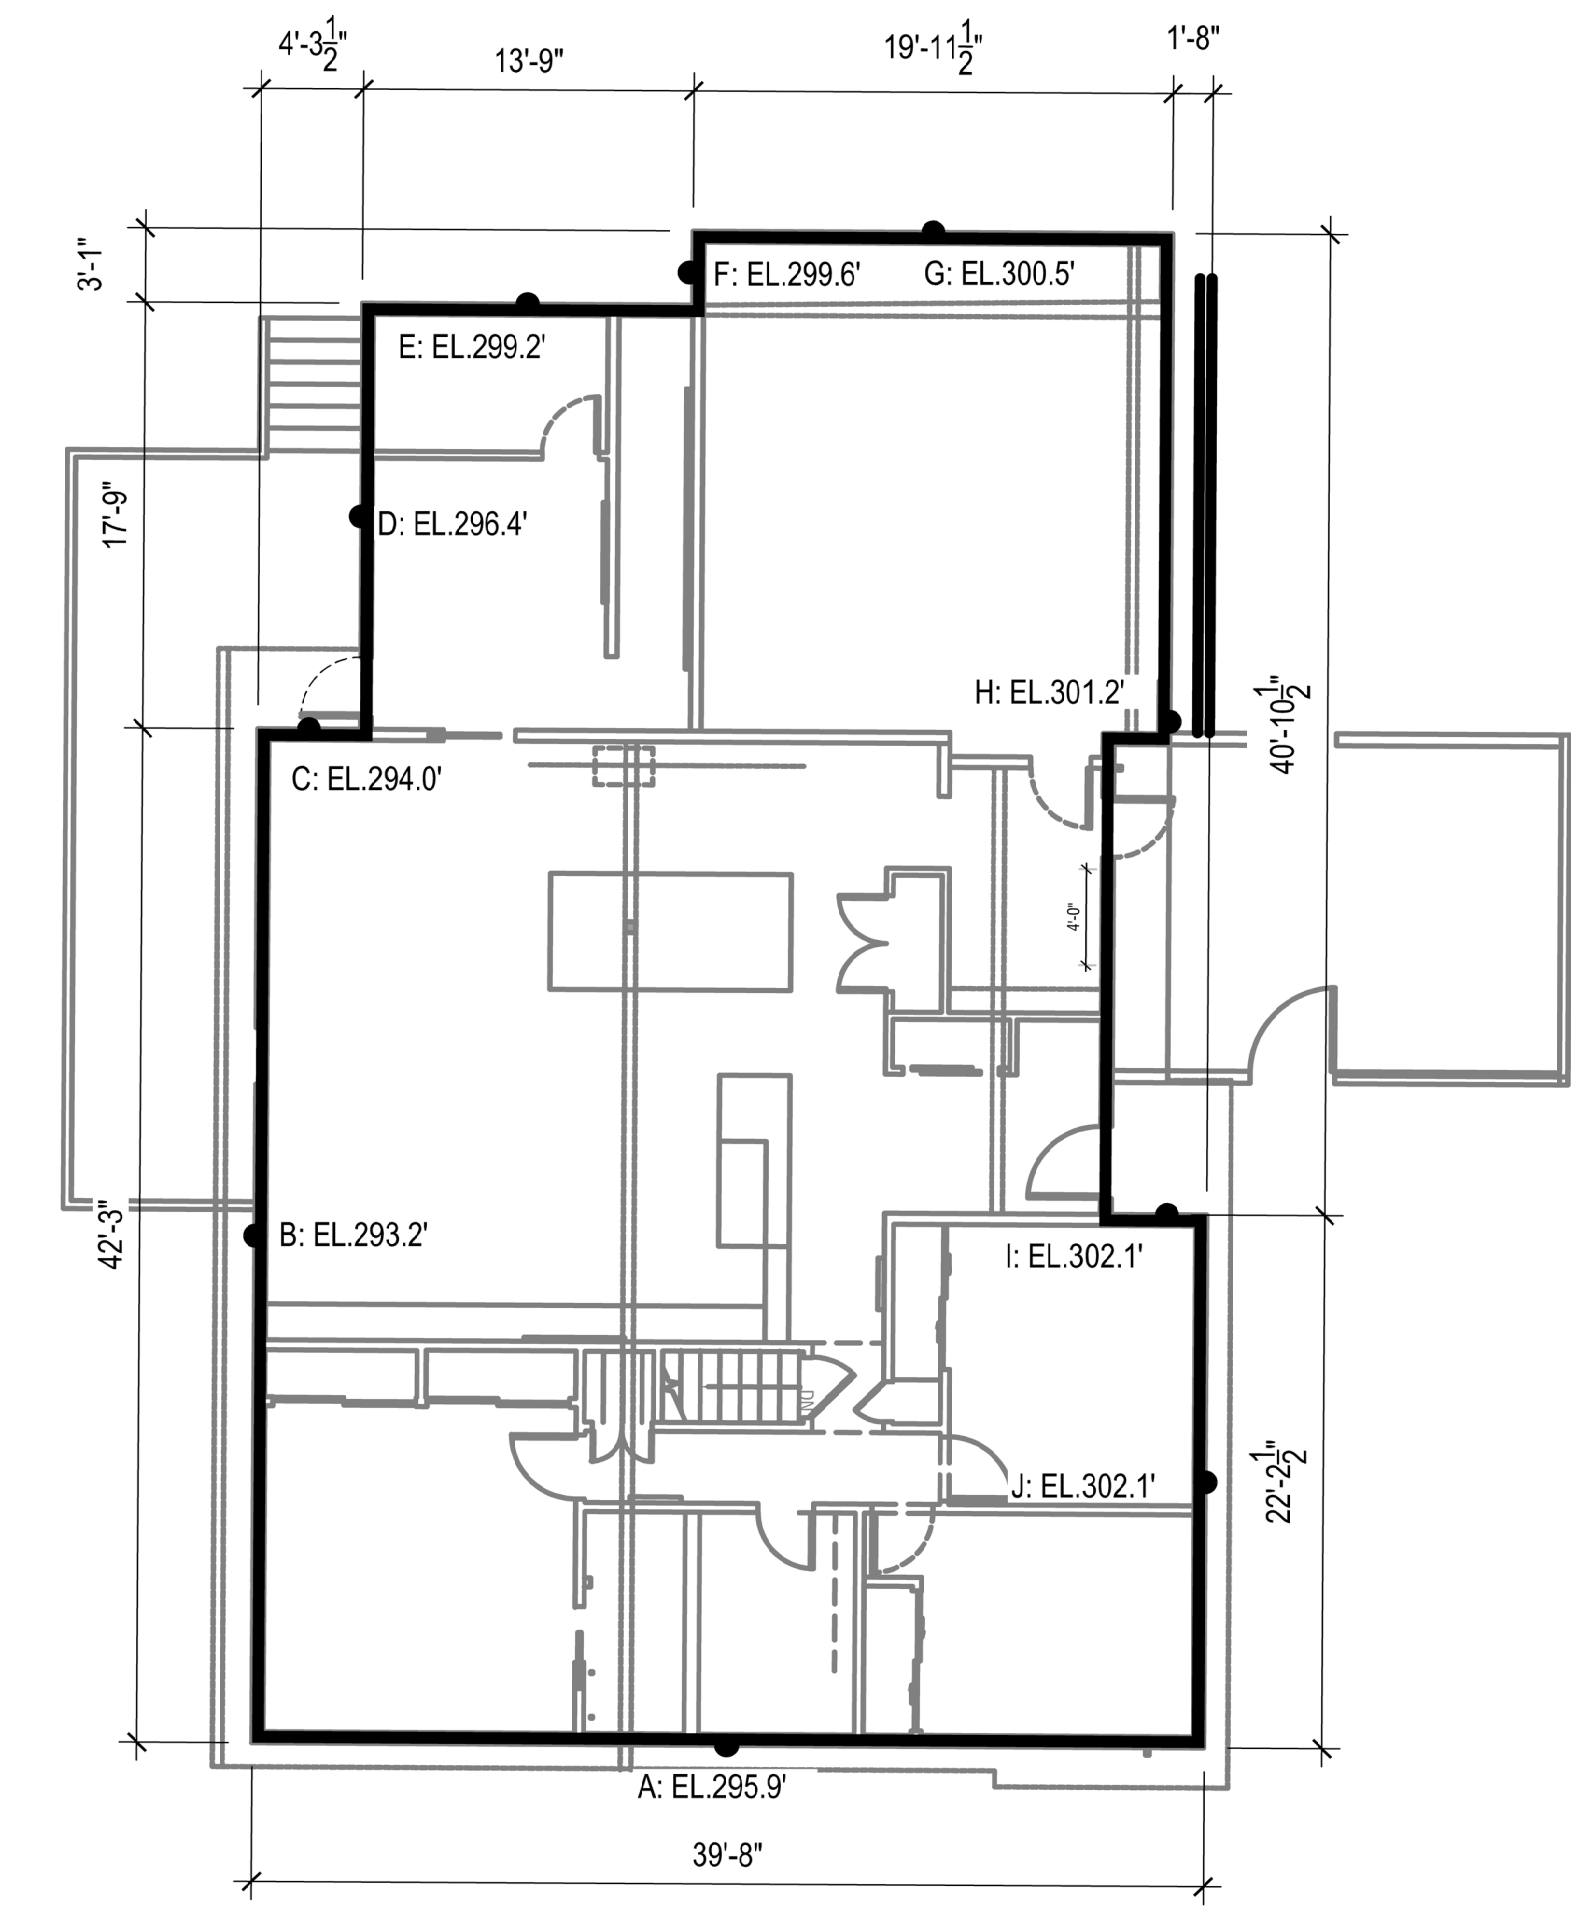 4'-3 1/2"
13'-9"
19'-11 1/2"
1'-8"
3'-1"
F: EL.299.6'
G: EL.300.5'
E: EL.299.2'
17'-9"
D: EL.296.4'
H: EL.301.2'
40'-10 1/2"
C: EL.294.0'
4'-0"
42'-3"
B: EL.293.2'
I: EL.302.1'
DN
J: EL.302.1'
22'-2 1/2"
A: EL.295.9'
39'-8"